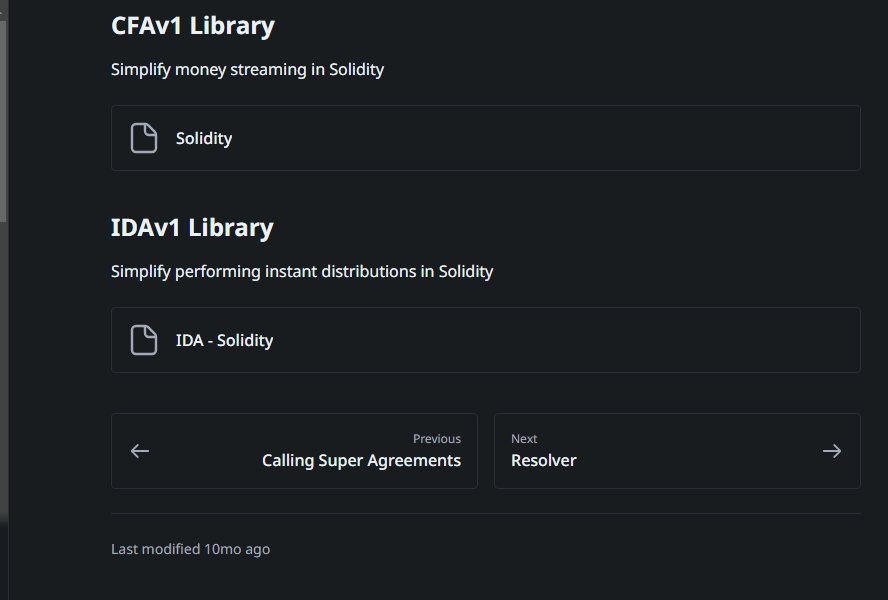 CFAv1 Library
Simplify money streaming in Solidity
Solidity
IDAv1 Library
Simplify performing instant distributions in Solidity
IDA - Solidity
Previous
Calling Super Agreements
Next
Resolver
Last modified 10mo ago